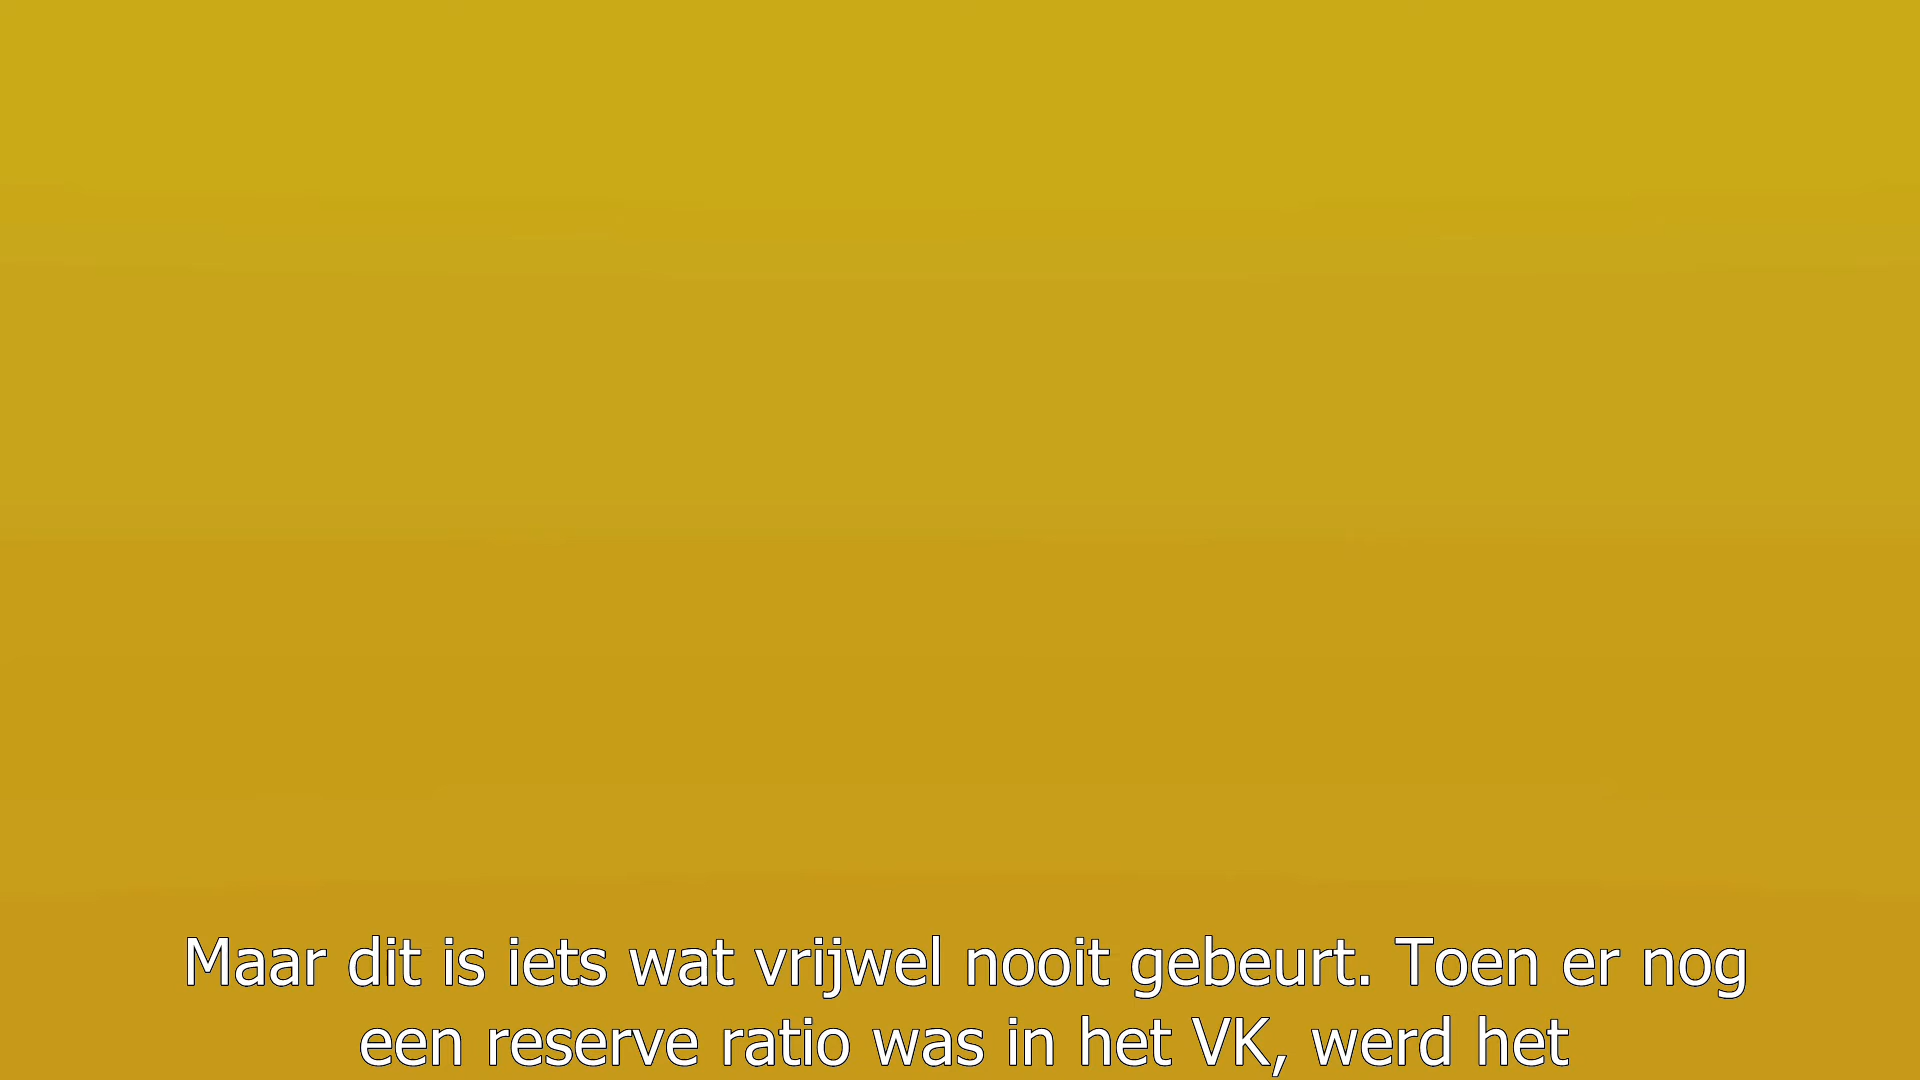 Maar dit is iets wat vrijwel nooit gebeurt. Toen er nog
een reserve ratio was in het VK, werd het